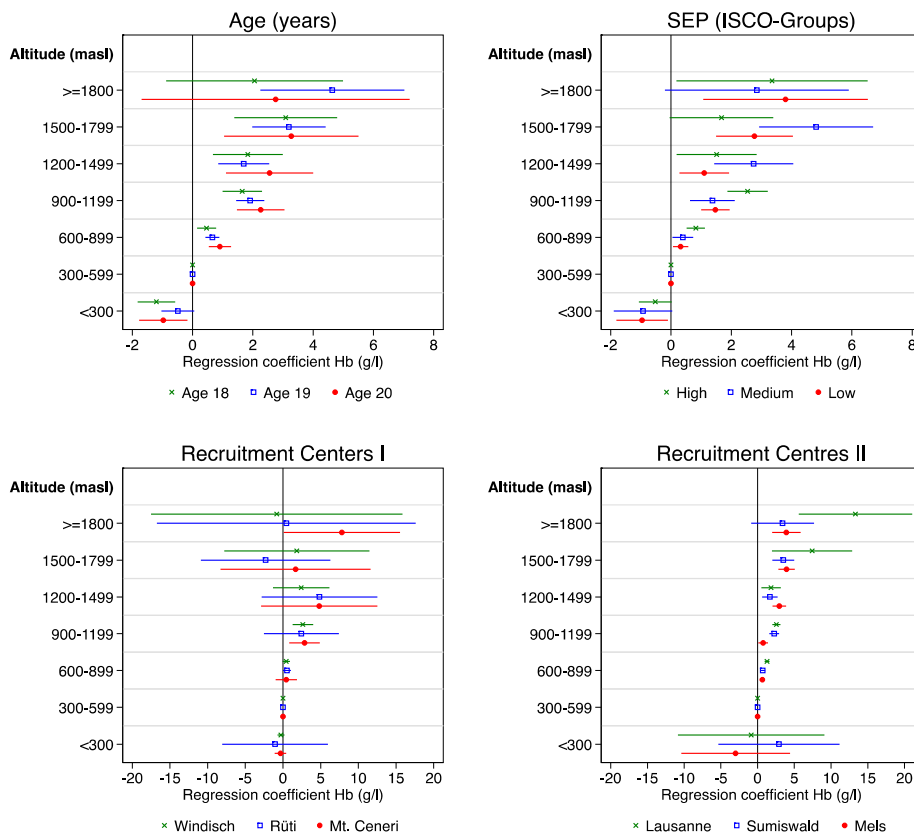 Age (years)
Altitude (masl)
>=1800
1500-1799
1200-1499
900-1199
600-899
300-599
<300
-2 0 2 4 6 8
Regression coefficient Hb (g/l)
Age 18 Age 19 Age 20
SEP (ISCO-Groups)
Altitude (masl)
>=1800
1500-1799
1200-1499
900-1199
600-899
300-599
<300
-2 0 2 4 6 8
Regression coefficient Hb (g/l)
High Medium Low
Recruitment Centers I
Altitude (masl)
>=1800
1500-1799
1200-1499
900-1199
600-899
300-599
<300
-20 -15 -10 -5 0 5 10 15 20
Regression coefficient Hb (g/l)
Windisch Rüti Mt. Ceneri
Recruitment Centres II
Altitude (masl)
>=1800
1500-1799
1200-1499
900-1199
600-899
300-599
<300
-20 -15 -10 -5 0 5 10 15 20
Regression coefficient Hb (g/l)
Lausanne Sumiswald Mels